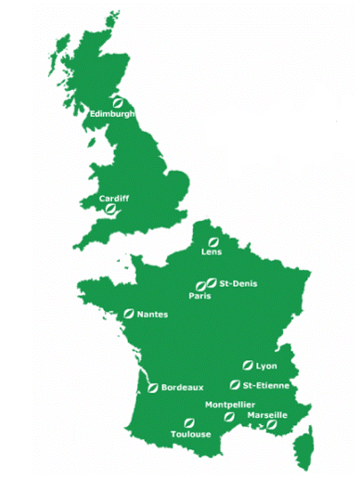 Edimburgh
Cardiff
Lens
St-Denis
Paris
Nantes
Lyon
St-Etienne
Bordeaux
Montpellier
Marseille
Toulouse